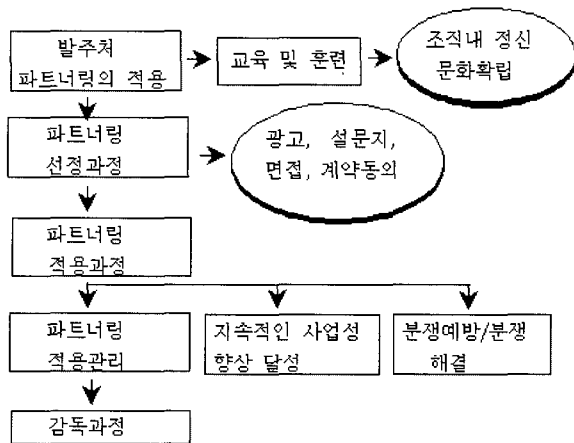 발주처
파트너링의 적용
교육 및 훈련
조직내 정신
문화확립
파트너링
선정과정
광고, 설문지,
면접, 계약동의
파트너링
적용과정
파트너링
적용관리
지속적인 사업성
향상 달성
분쟁예방/분쟁
해결
감독과정